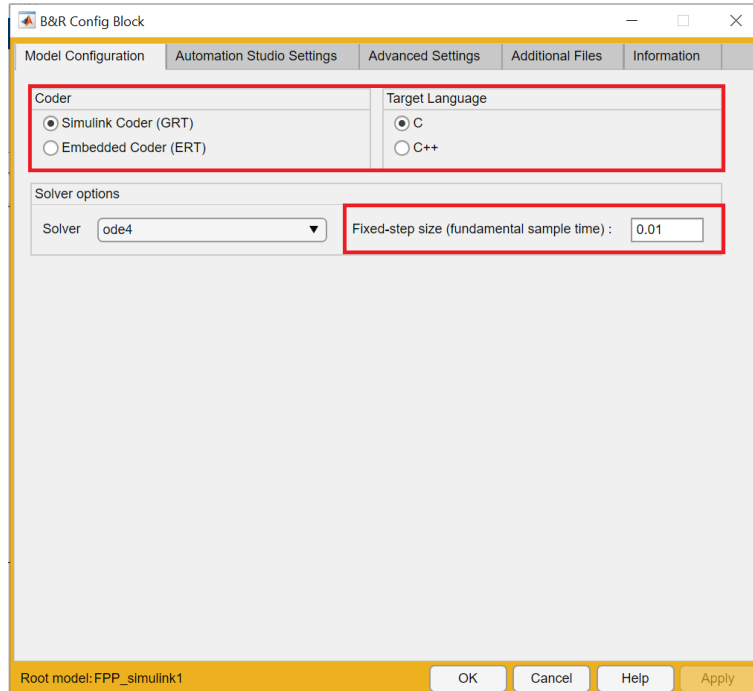 B&R Config Block
Model Configuration Automation Studio Settings Advanced Settings Additional Files Information
Coder Target Language
Simulink Coder (GRT) C
Embedded Coder (ERT) C++
Solver options
Solver ode4 Fixed-step size (fundamental sample time) : 0.01
Root model:FPP_simulink1 OK Cancel Help Apply